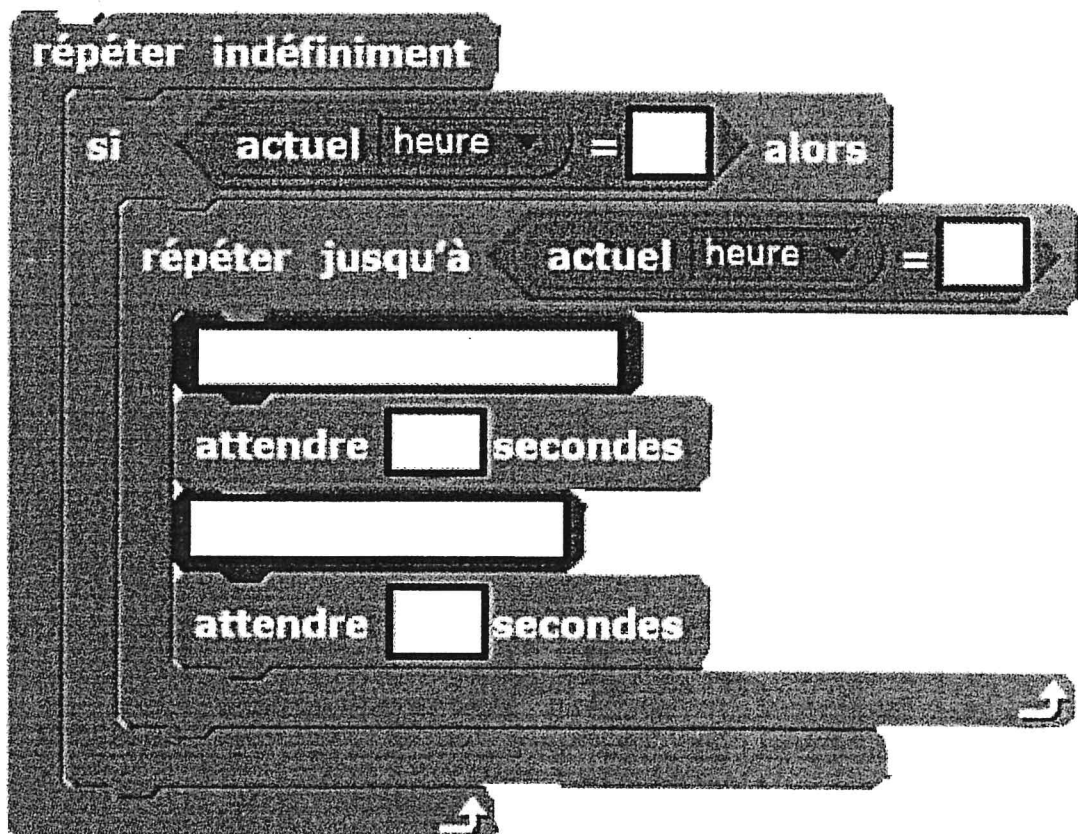 répéter indéfiniment
si actuel heure = alors
répéter jusqu'à actuel heure =
attendre secondes
attendre secondes